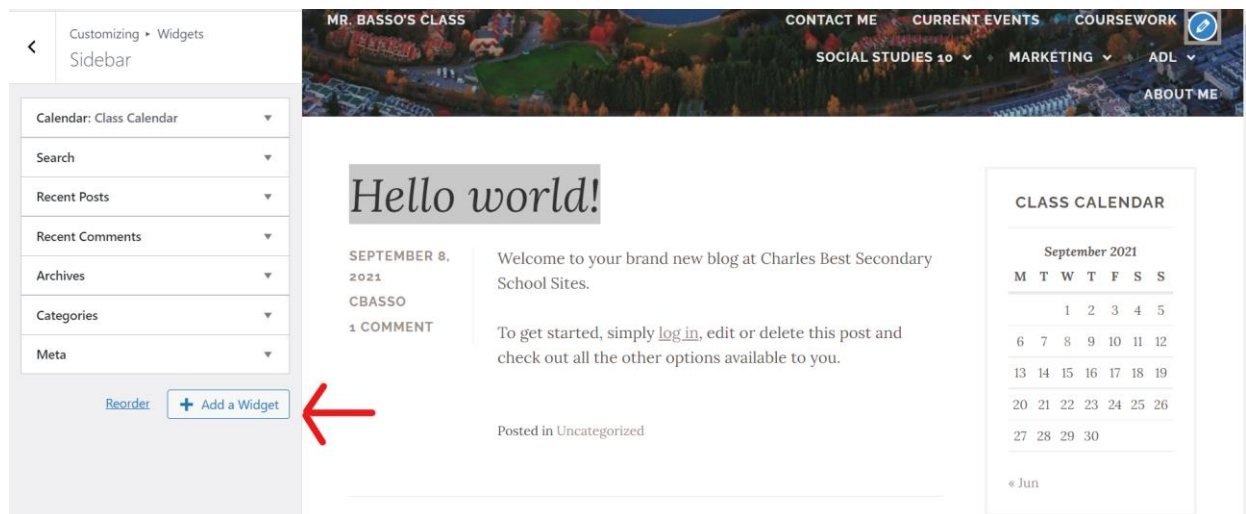 Customizing ▸ Widgets
Sidebar
Calendar: Class Calendar
Search
Recent Posts
Recent Comments
Archives
Categories
Meta
Reorder
+ Add a Widget
MR. BASSO'S CLASS
CONTACT ME CURRENT EVENTS COURSEWORK
SOCIAL STUDIES 10 MARKETING ADL
ABOUT ME
Hello world!
SEPTEMBER 8,
2021
CBASSO
1 COMMENT
Welcome to your brand new blog at Charles Best Secondary
School Sites.
To get started, simply log in, edit or delete this post and
check out all the other options available to you.
Posted in Uncategorized
CLASS CALENDAR
September 2021
M T W T F S S
1 2 3 4 5
6 7 8 9 10 11 12
13 14 15 16 17 18 19
20 21 22 23 24 25 26
27 28 29 30
« Jun